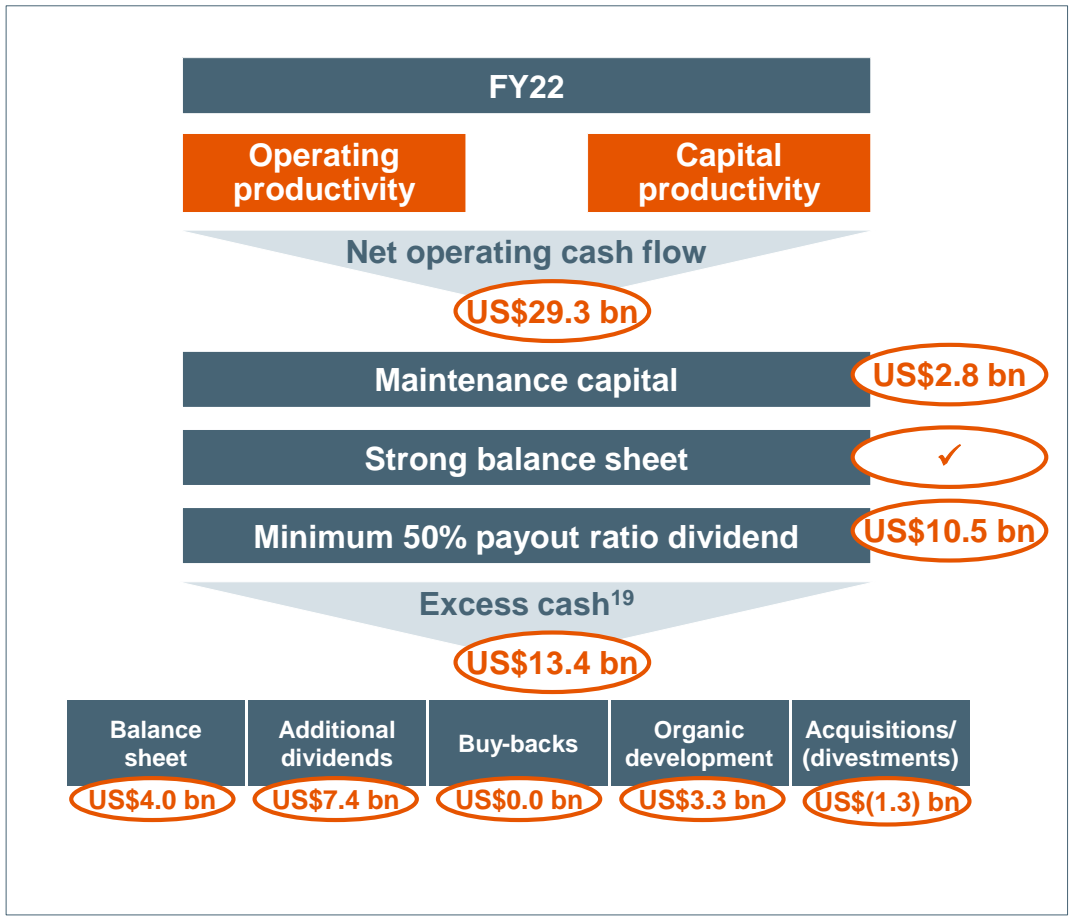 FY22
Operating
productivity
Capital
productivity
Net operating cash flow
US$29.3 bn
Maintenance capital
US$2.8 bn
Strong balance sheet
✓
Minimum 50% payout ratio dividend
US$10.5 bn
Excess cash¹⁹
US$13.4 bn
Balance
sheet
US$4.0 bn
Additional
dividends
US$7.4 bn
Buy-backs
US$0.0 bn
Organic
development
US$3.3 bn
Acquisitions/
(divestments)
US$(1.3) bn